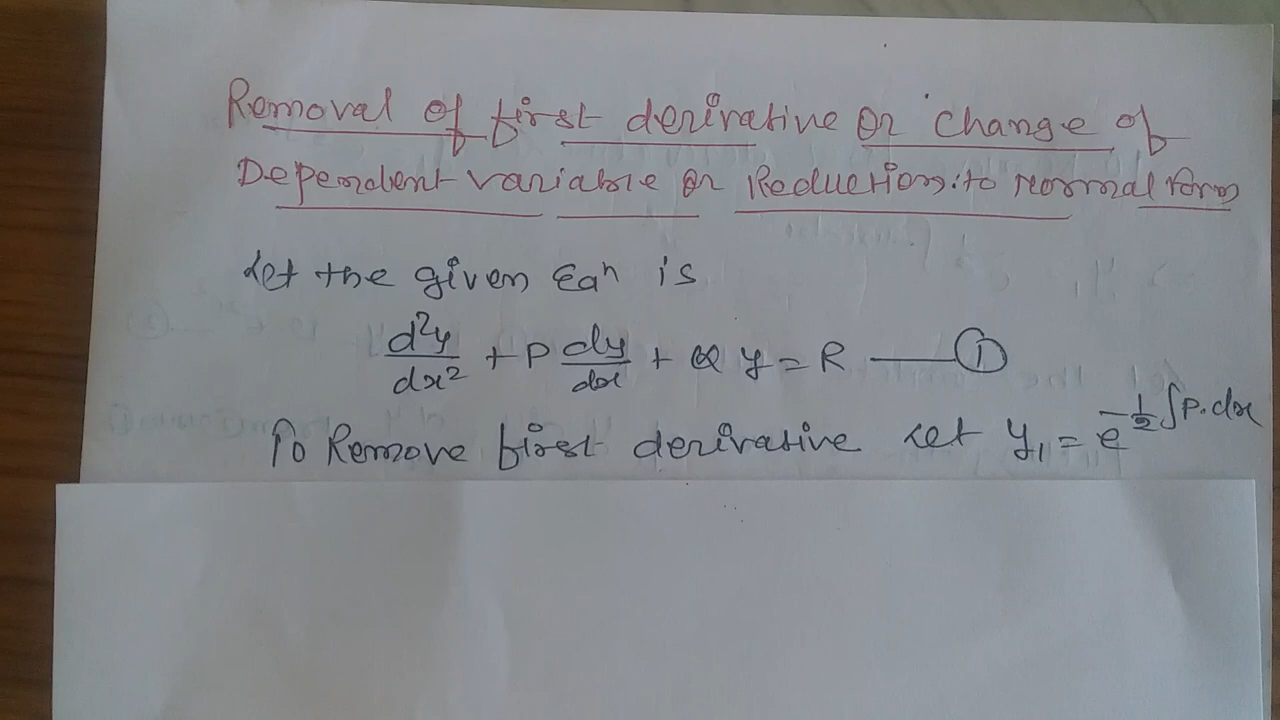 Removal of first derivative or change of
Dependent variable or Reduction to normal form
Let the given Eqⁿ is
d²y/dx² + P dy/dx + Q y = R —— ①
To Remove first derivative let y₁ = e^(-1/2 ∫P.dx)